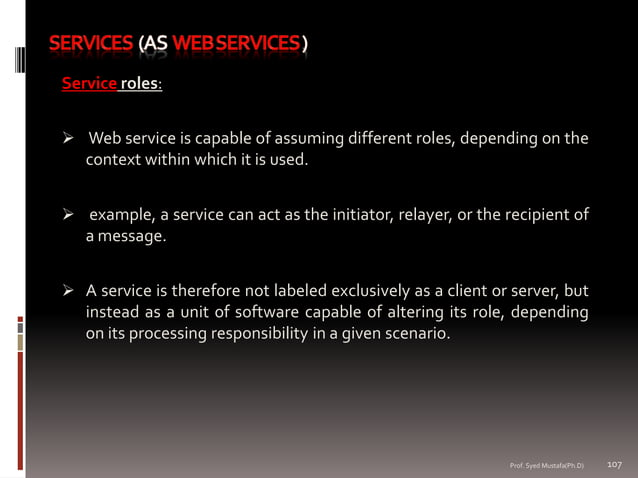 SERVICES (AS WEBSERVICES)
Service roles:
➢ Web service is capable of assuming different roles, depending on the
context within which it is used.
➢ example, a service can act as the initiator, relayer, or the recipient of
a message.
➢ A service is therefore not labeled exclusively as a client or server, but
instead as a unit of software capable of altering its role, depending
on its processing responsibility in a given scenario.
Prof. Syed Mustafa(Ph.D) 107